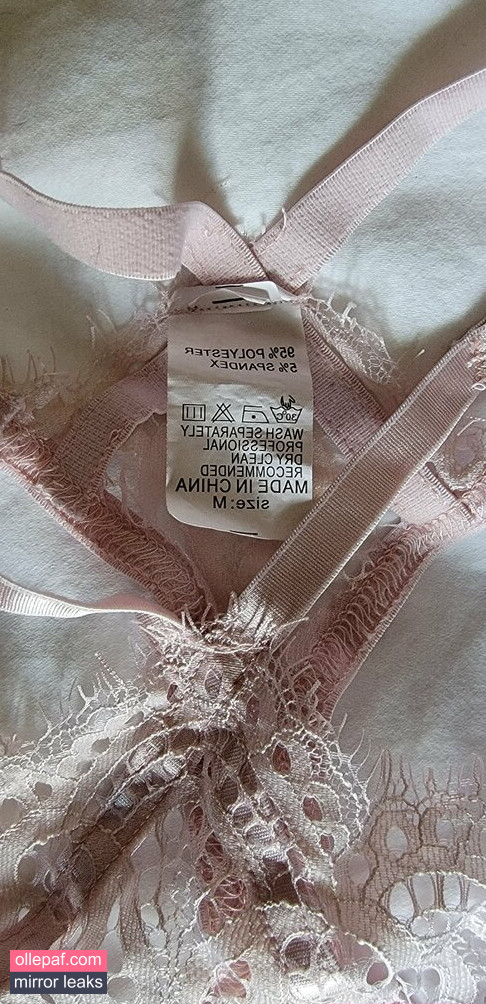 95% POLYESTER
5% SPANDEX
30°C
WASH SEPARATELY
PROFESSIONAL
DRY CLEAN
RECOMMENDED
MADE IN CHINA
size: M
ollepaf.com
mirror leaks